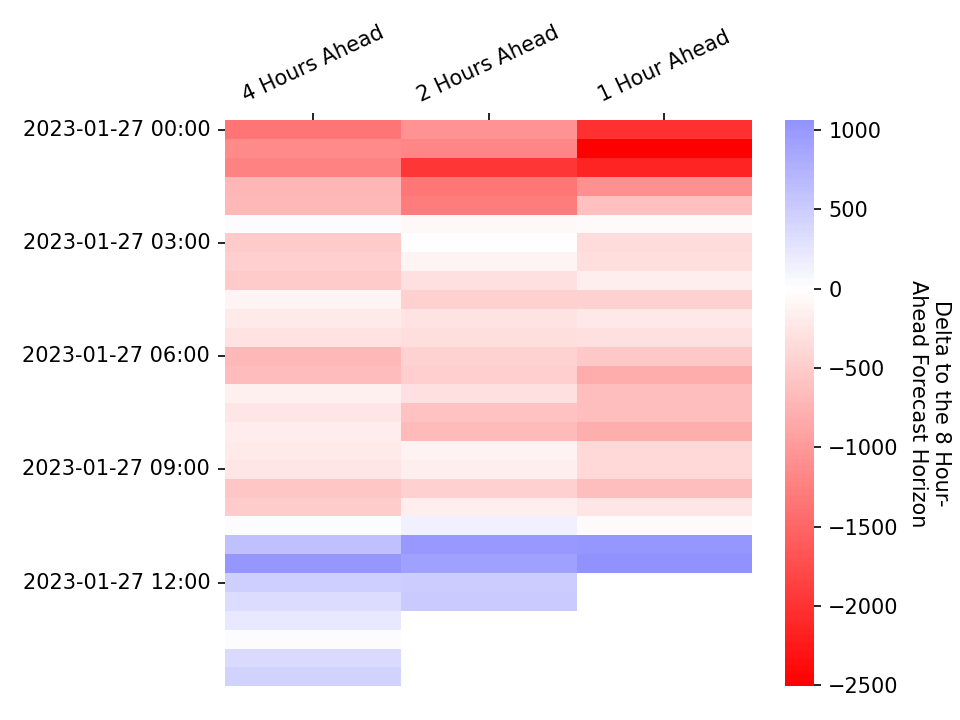 4 Hours Ahead
2 Hours Ahead
1 Hour Ahead
2023-01-27 00:00
2023-01-27 03:00
2023-01-27 06:00
2023-01-27 09:00
2023-01-27 12:00
1000
500
0
−500
−1000
−1500
−2000
−2500
Delta to the 8 Hour-
Ahead Forecast Horizon